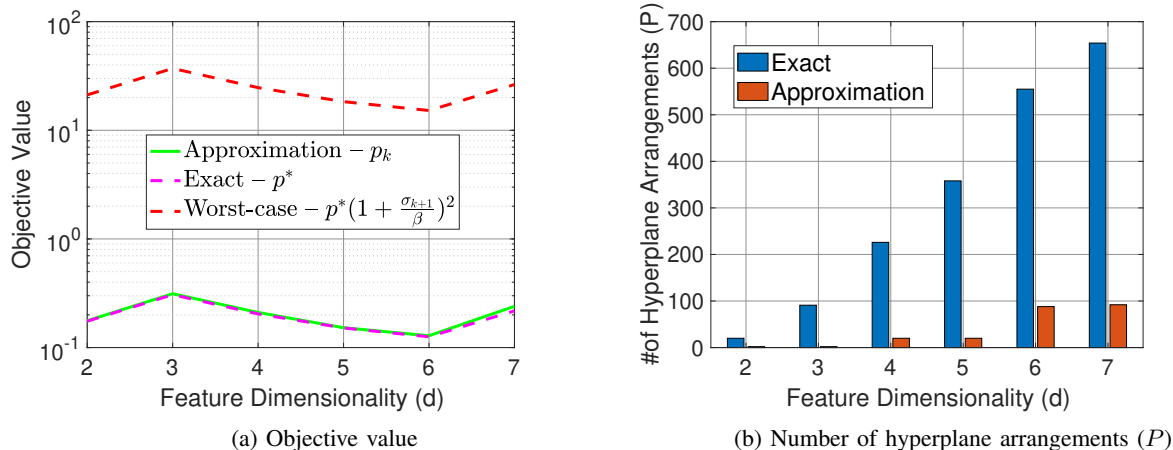 10^2
10^1
10^0
10^{-1}
Objective Value
Approximation – p_k
Exact – p^*
Worst-case – p^*(1 + \frac{σ_{k+1}}{β})^2
2 3 4 5 6 7
Feature Dimensionality (d)
(a) Objective value
700
600
500
400
300
200
100
0
#of Hyperplane Arrangements (P)
Exact
Approximation
2 3 4 5 6 7
Feature Dimensionality (d)
(b) Number of hyperplane arrangements (P)